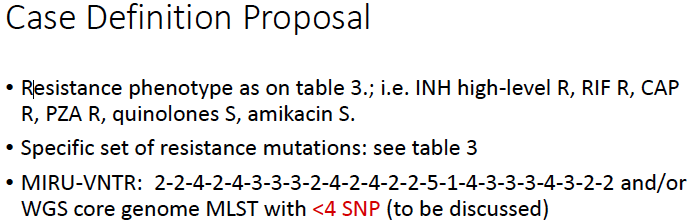 Case Definition Proposal
• Resistance phenotype as on table 3.; i.e. INH high-level R, RIF R, CAP
R, PZA R, quinolones S, amikacin S.
• Specific set of resistance mutations: see table 3
• MIRU-VNTR:  2-2-4-2-4-3-3-3-2-4-2-4-2-2-5-1-4-3-3-3-4-3-2-2 and/or
WGS core genome MLST with <4 SNP (to be discussed)